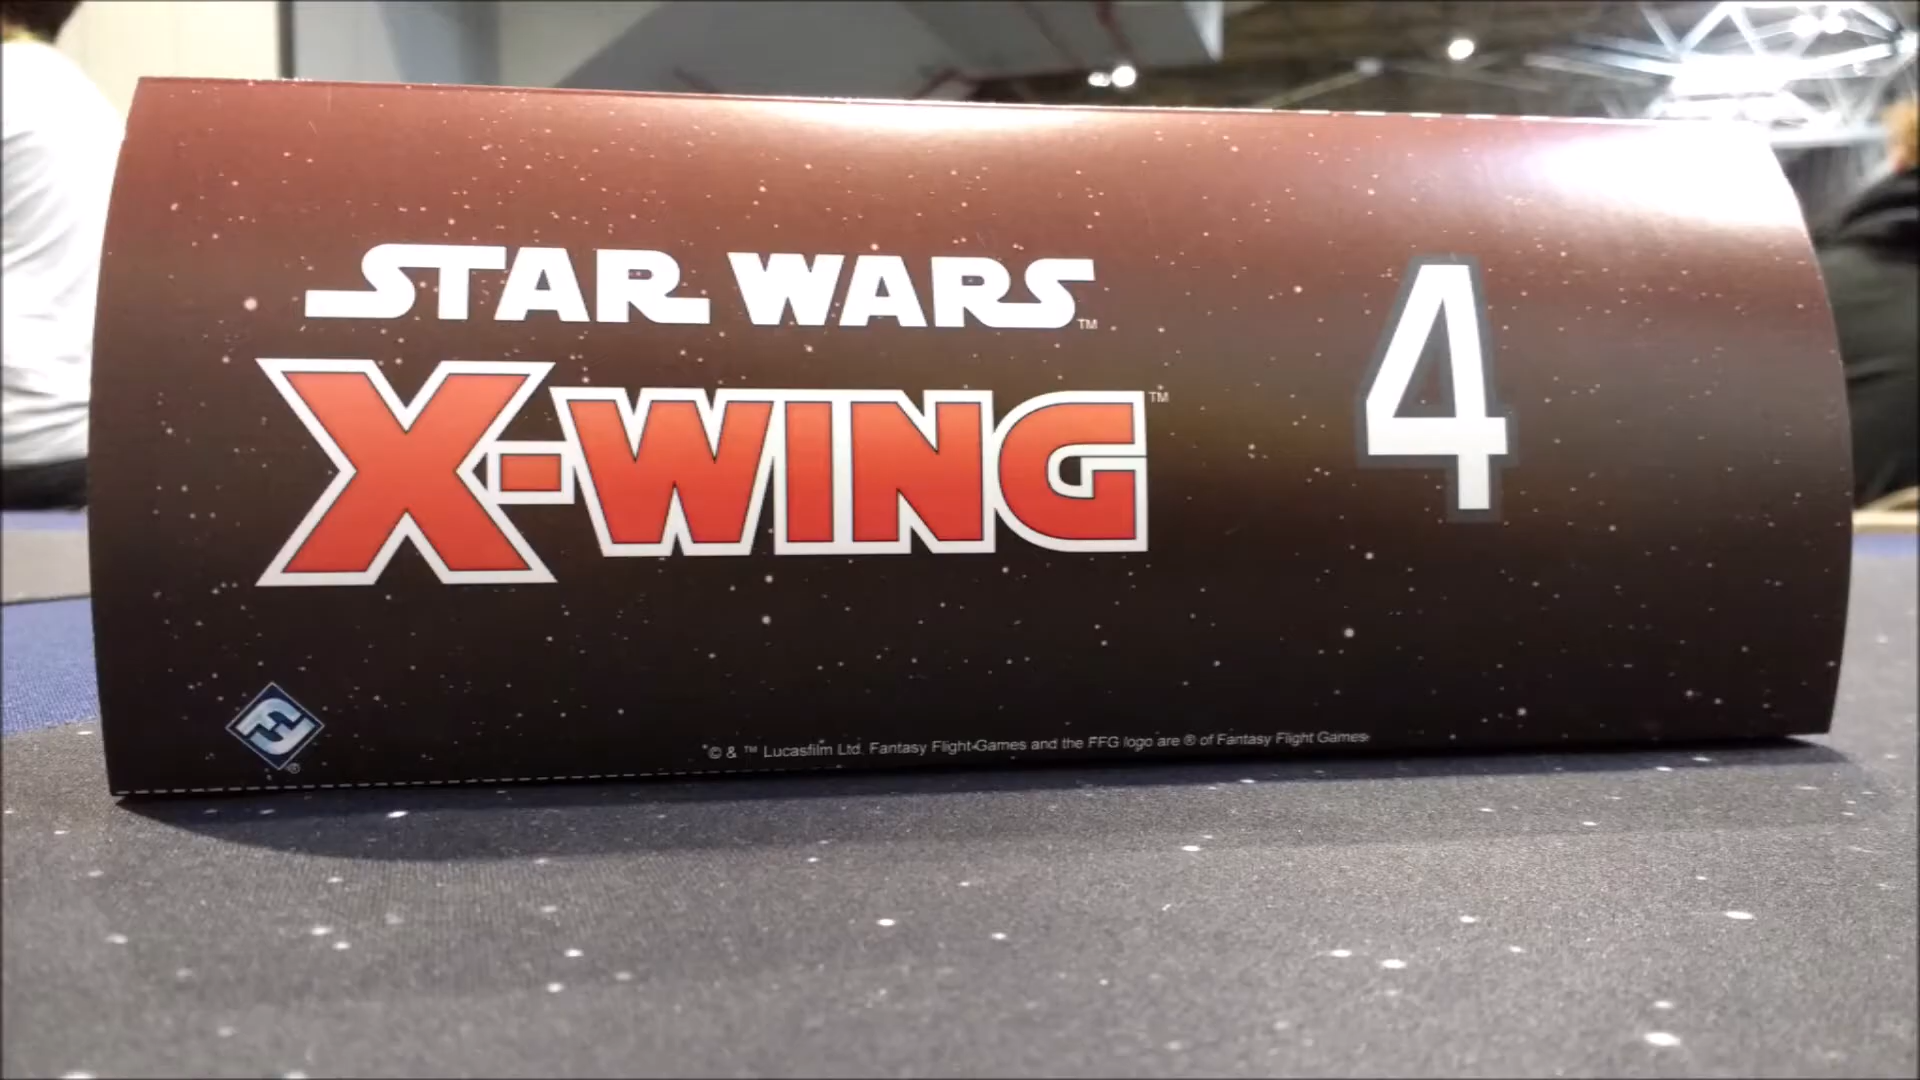 STAR WARS™
X-WING™
4
© & ™ Lucasfilm Ltd. Fantasy Flight Games and the FFG logo are ® of Fantasy Flight Games
FF®